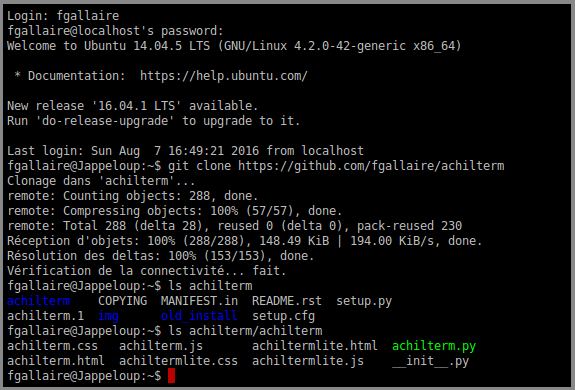 Login: fgallaire
fgallaire@localhost's password:
Welcome to Ubuntu 14.04.5 LTS (GNU/Linux 4.2.0-42-generic x86_64)
* Documentation:  https://help.ubuntu.com/
New release '16.04.1 LTS' available.
Run 'do-release-upgrade' to upgrade to it.
Last login: Sun Aug  7 16:49:21 2016 from localhost
fgallaire@Jappeloup:~$ git clone https://github.com/fgallaire/achilterm
Clonage dans 'achilterm'...
remote: Counting objects: 288, done.
remote: Compressing objects: 100% (57/57), done.
remote: Total 288 (delta 28), reused 0 (delta 0), pack-reused 230
Réception d'objets: 100% (288/288), 148.49 KiB | 194.00 KiB/s, done.
Résolution des deltas: 100% (153/153), done.
Vérification de la connectivité... fait.
fgallaire@Jappeloup:~$ ls achilterm
achilterm    COPYING  MANIFEST.in  README.rst  setup.py
achilterm.1  img      old_install  setup.cfg
fgallaire@Jappeloup:~$ ls achilterm/achilterm
achilterm.css   achilterm.js       achiltermlite.html  achilterm.py
achilterm.html  achiltermlite.css  achiltermlite.js    __init__.py
fgallaire@Jappeloup:~$